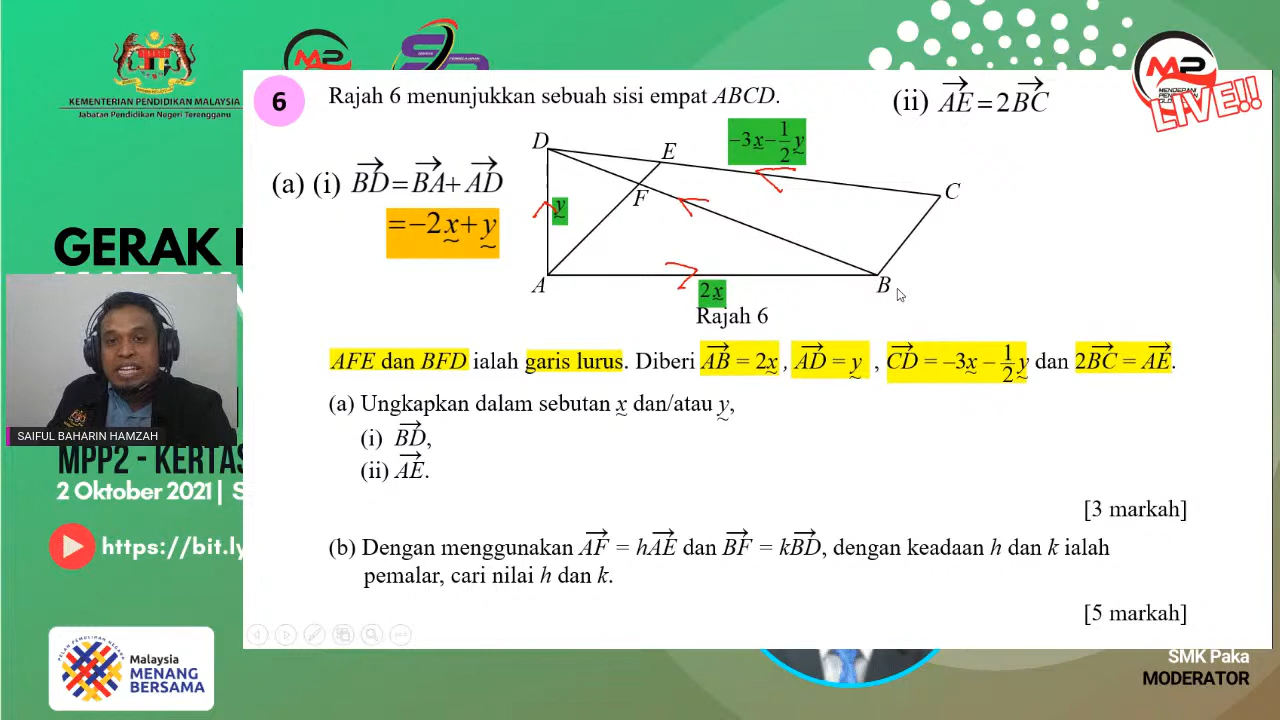 KEMENTERIAN PENDIDIKAN MALAYSIA
Jabatan Pendidikan Negeri Terengganu
MP
GERAK
SAIFUL BAHARIN HAMZAH
MPP2 - KERTAS
2 Oktober 2021| S
https://bit.ly
Malaysia
MENANG
BERSAMA
MP
LIVE!!
6 Rajah 6 menunjukkan sebuah sisi empat ABCD.
(ii) AE = 2BC
(a) (i) BD = BA + AD
= −2x + y
D
E
−3x − 1/2 y
C
F
y
A
2x
B
Rajah 6
AFE dan BFD ialah garis lurus. Diberi AB = 2x , AD = y , CD = −3x − 1/2 y dan 2BC = AE.
(a) Ungkapkan dalam sebutan x dan/atau y,
(i) BD,
(ii) AE.
[3 markah]
(b) Dengan menggunakan AF = hAE dan BF = kBD, dengan keadaan h dan k ialah
pemalar, cari nilai h dan k.
[5 markah]
SMK Paka
MODERATOR